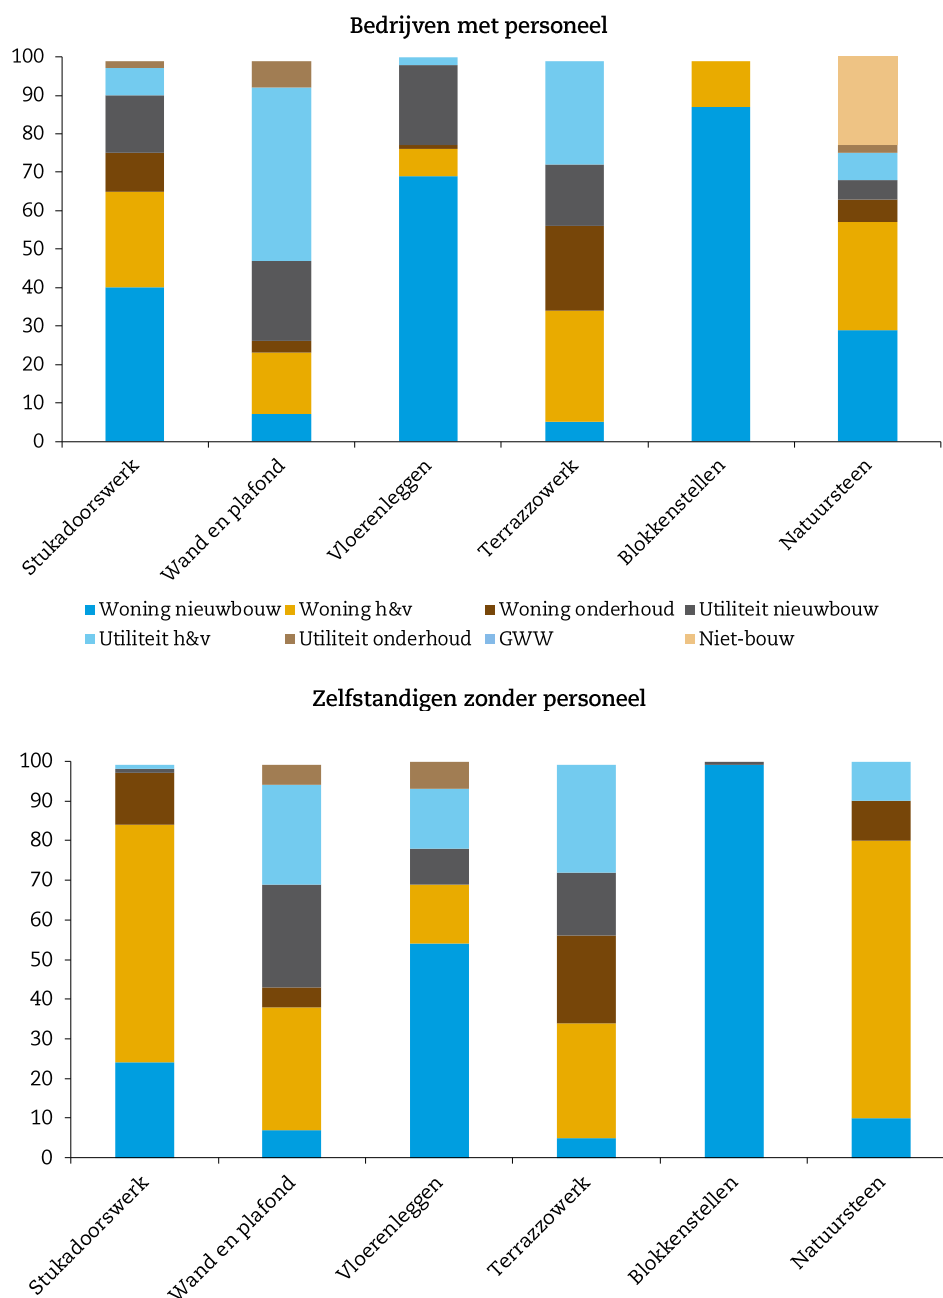 Bedrijven met personeel
100
90
80
70
60
50
40
30
20
10
0
Stukadoorswerk
Wand en plafond
Vloerenleggen
Terrazzowerk
Blokkenstellen
Natuursteen
Woning nieuwbouw Woning h&v Woning onderhoud Utiliteit nieuwbouw
Utiliteit h&v Utiliteit onderhoud GWW Niet-bouw
Zelfstandigen zonder personeel
100
90
80
70
60
50
40
30
20
10
0
Stukadoorswerk
Wand en plafond
Vloerenleggen
Terrazzowerk
Blokkenstellen
Natuursteen